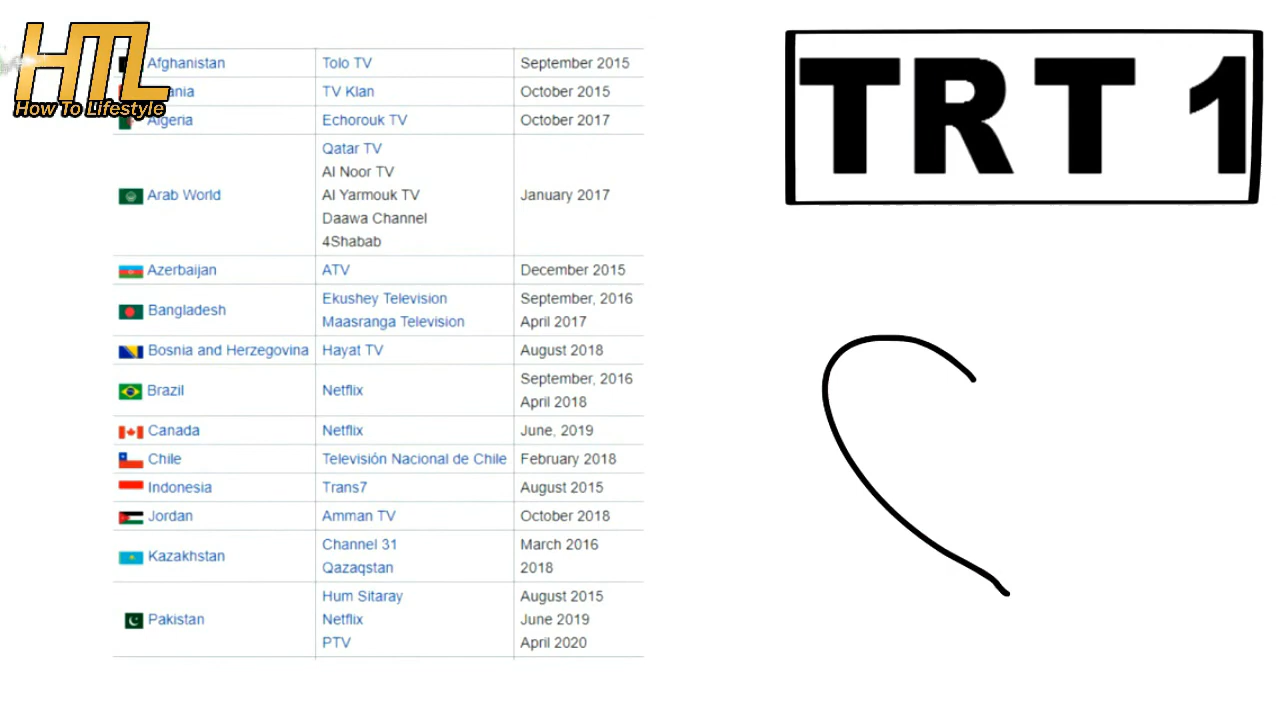 HTL
How To Lifestyle
Afghanistan Tolo TV September 2015
TV Klan October 2015
Algeria Echorouk TV October 2017
Arab World Qatar TV January 2017
Al Noor TV
Al Yarmouk TV
Daawa Channel
4Shabab
Azerbaijan ATV December 2015
Bangladesh Ekushey Television September, 2016
Maasranga Television April 2017
Bosnia and Herzegovina Hayat TV August 2018
Brazil Netflix September, 2016
April 2018
Canada Netflix June, 2019
Chile Televisión Nacional de Chile February 2018
Indonesia Trans7 August 2015
Jordan Amman TV October 2018
Kazakhstan Channel 31 March 2016
Qazaqstan 2018
Pakistan Hum Sitaray August 2015
Netflix June 2019
PTV April 2020
TRT 1